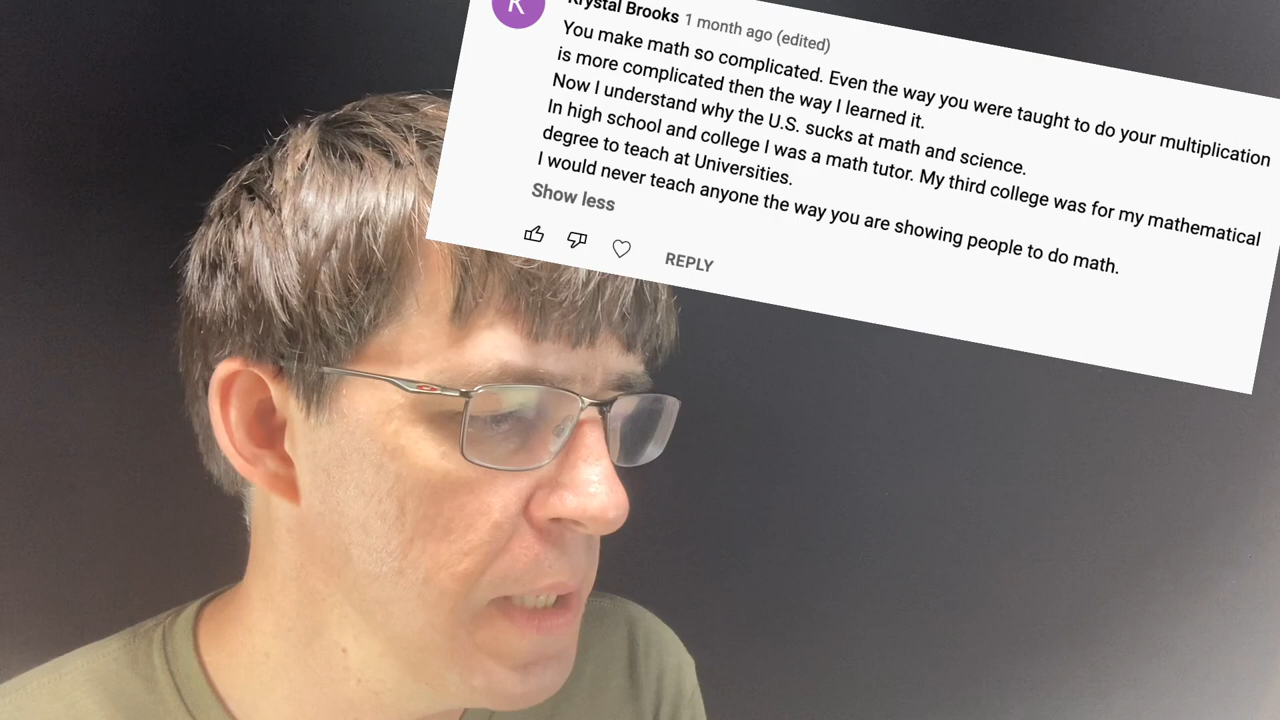 K
Krystal Brooks 1 month ago (edited)
You make math so complicated. Even the way you were taught to do your multiplication
is more complicated then the way I learned it.
Now I understand why the U.S. sucks at math and science.
In high school and college I was a math tutor. My third college was for my mathematical
degree to teach at Universities.
I would never teach anyone the way you are showing people to do math.
Show less
REPLY